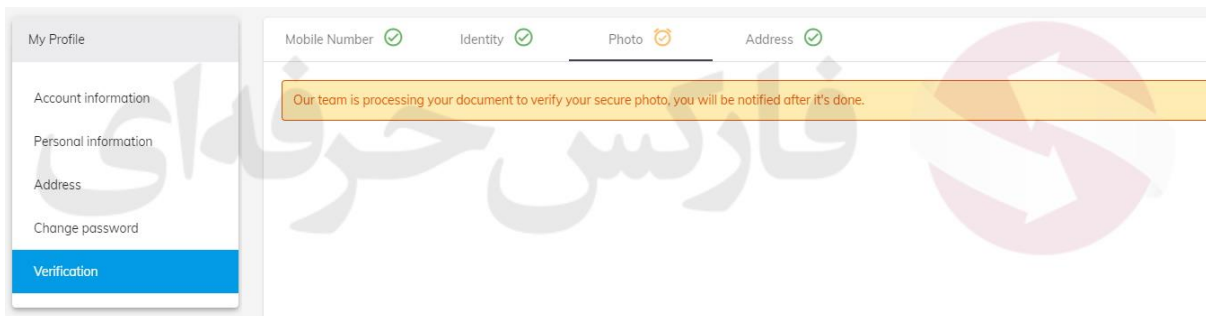 My Profile
Account information
Personal information
Address
Change password
Verification
Mobile Number
Identity
Photo
Address
Our team is processing your document to verify your secure photo, you will be notified after it's done.
فارکس حرفه‌ای